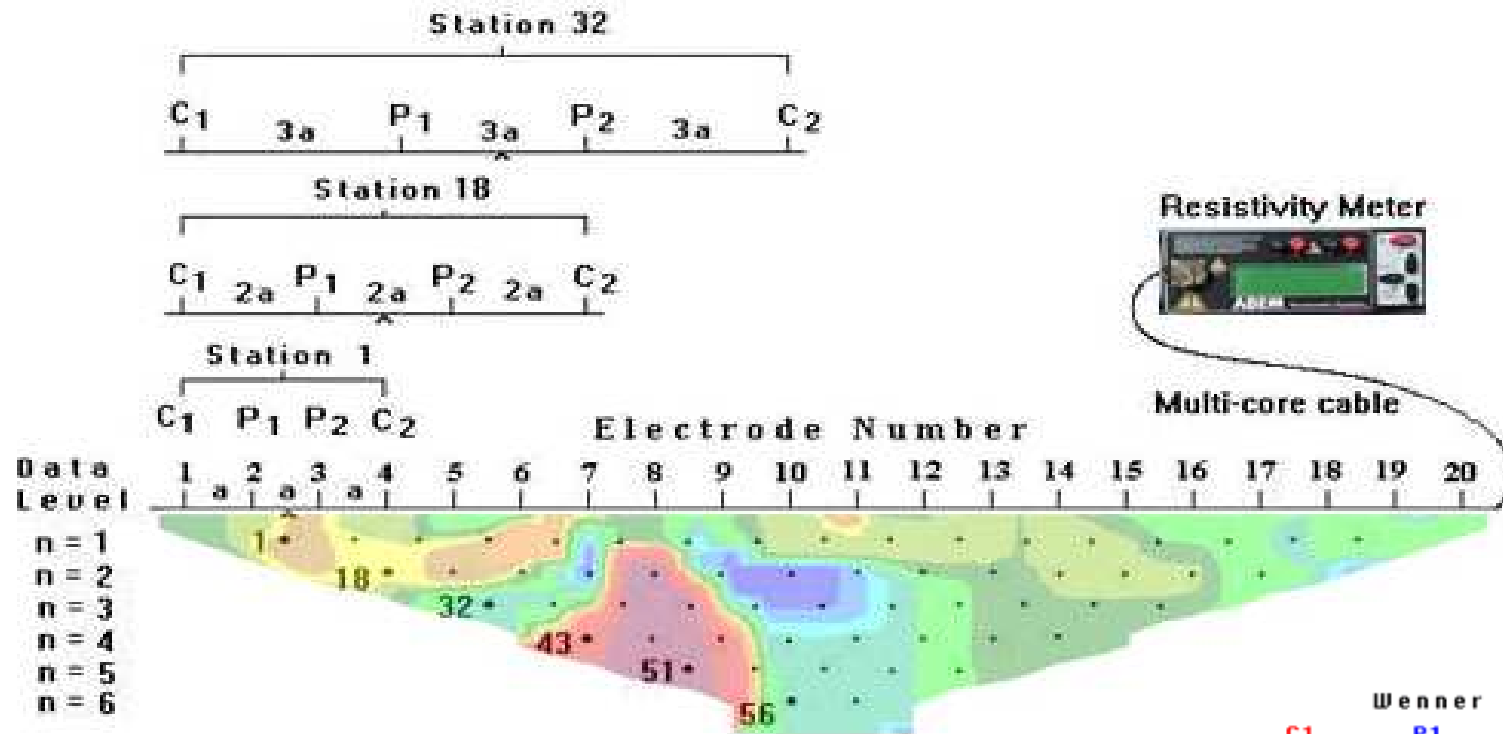 Station 32
C1 3a P1 3a P2 3a C2
Station 18
C1 2a P1 2a P2 2a C2
Resistivity Meter
ABEM
Station 1
C1 P1 P2 C2
Multi-core cable
Electrode Number
Data Level
1 2 3 4 5 6 7 8 9 10 11 12 13 14 15 16 17 18 19 20
a a a
n = 1 1
n = 2 18
n = 3 32
n = 4 43
n = 5 51
n = 6 56
Wenner
C1 P1